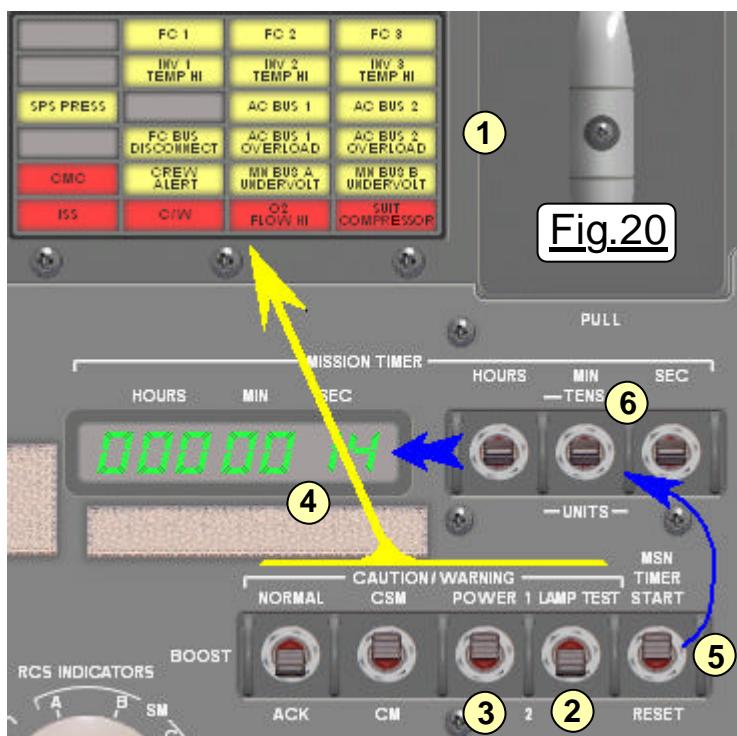 FC 1 FC 2 FC 3
INV 1 INV 2 INV 3
TEMP HI TEMP HI TEMP HI
SPS PRESS AC BUS 1 AC BUS 2
FC BUS AC BUS 1 AC BUS 2
DISCONNECT OVERLOAD OVERLOAD
CMC CREW MN BUS A MN BUS B
ALERT UNDERVOLT UNDERVOLT
ISS C/W O2 SUIT
FLOW HI COMPRESSOR
1
Fig.20
PULL
MISSION TIMER
HOURS MIN SEC
HOURS MIN SEC
TENS
6
000 00 14
4
UNITS
MSN
TIMER
START
CAUTION/WARNING
NORMAL CSM POWER 1 LAMP TEST
BOOST
5
ACK CM 3 2 2 RESET
RCS INDICATORS
A B SM